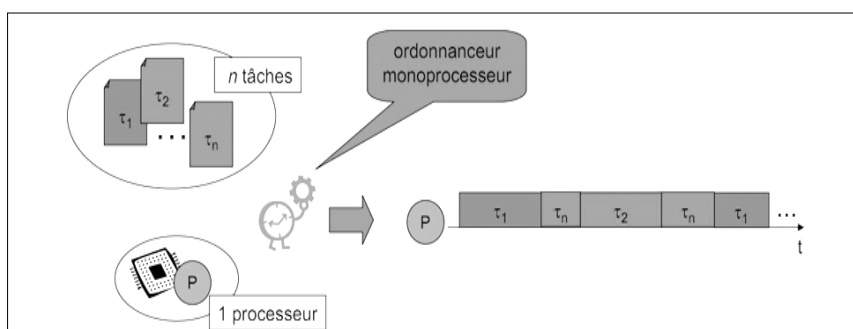 ordonnanceur
monoprocesseur
n tâches
τ1
τ2
...
τn
P
1 processeur
P
τ1 τn τ2 τn τ1 ...
t